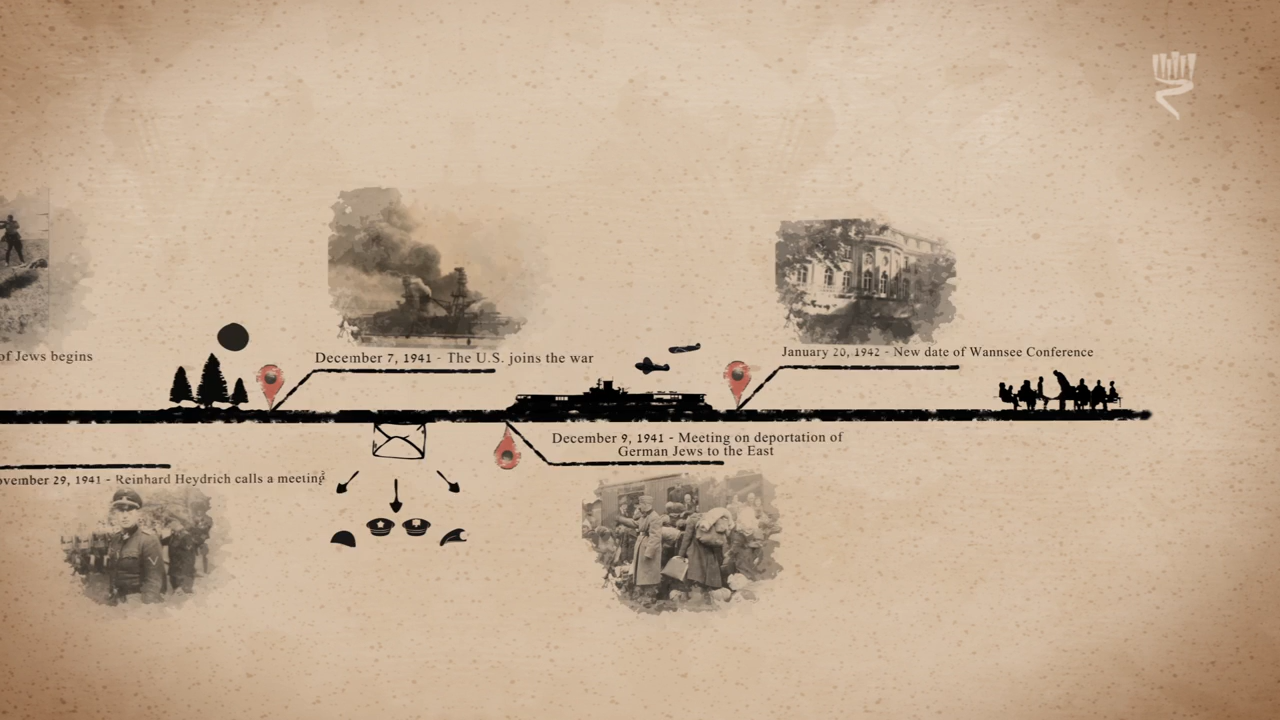 of Jews begins
December 7, 1941 - The U.S. joins the war
January 20, 1942 - New date of Wannsee Conference
December 9, 1941 - Meeting on deportation of
German Jews to the East
ovember 29, 1941 - Reinhard Heydrich calls a meeting